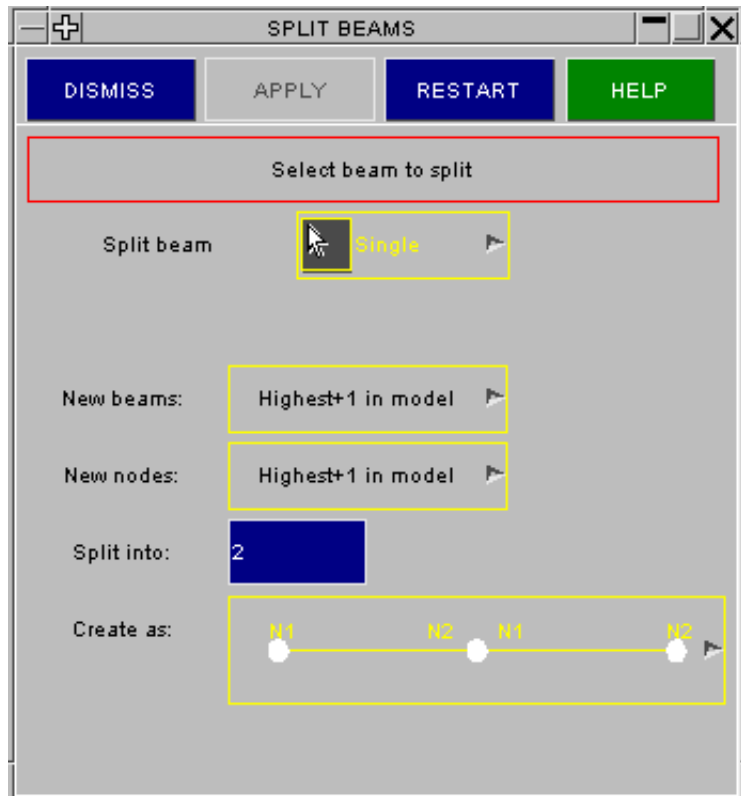 SPLIT BEAMS
DISMISS APPLY RESTART HELP
Select beam to split
Split beam Single
New beams: Highest+1 in model
New nodes: Highest+1 in model
Split into: 2
Create as: N1 N2 N1 N2